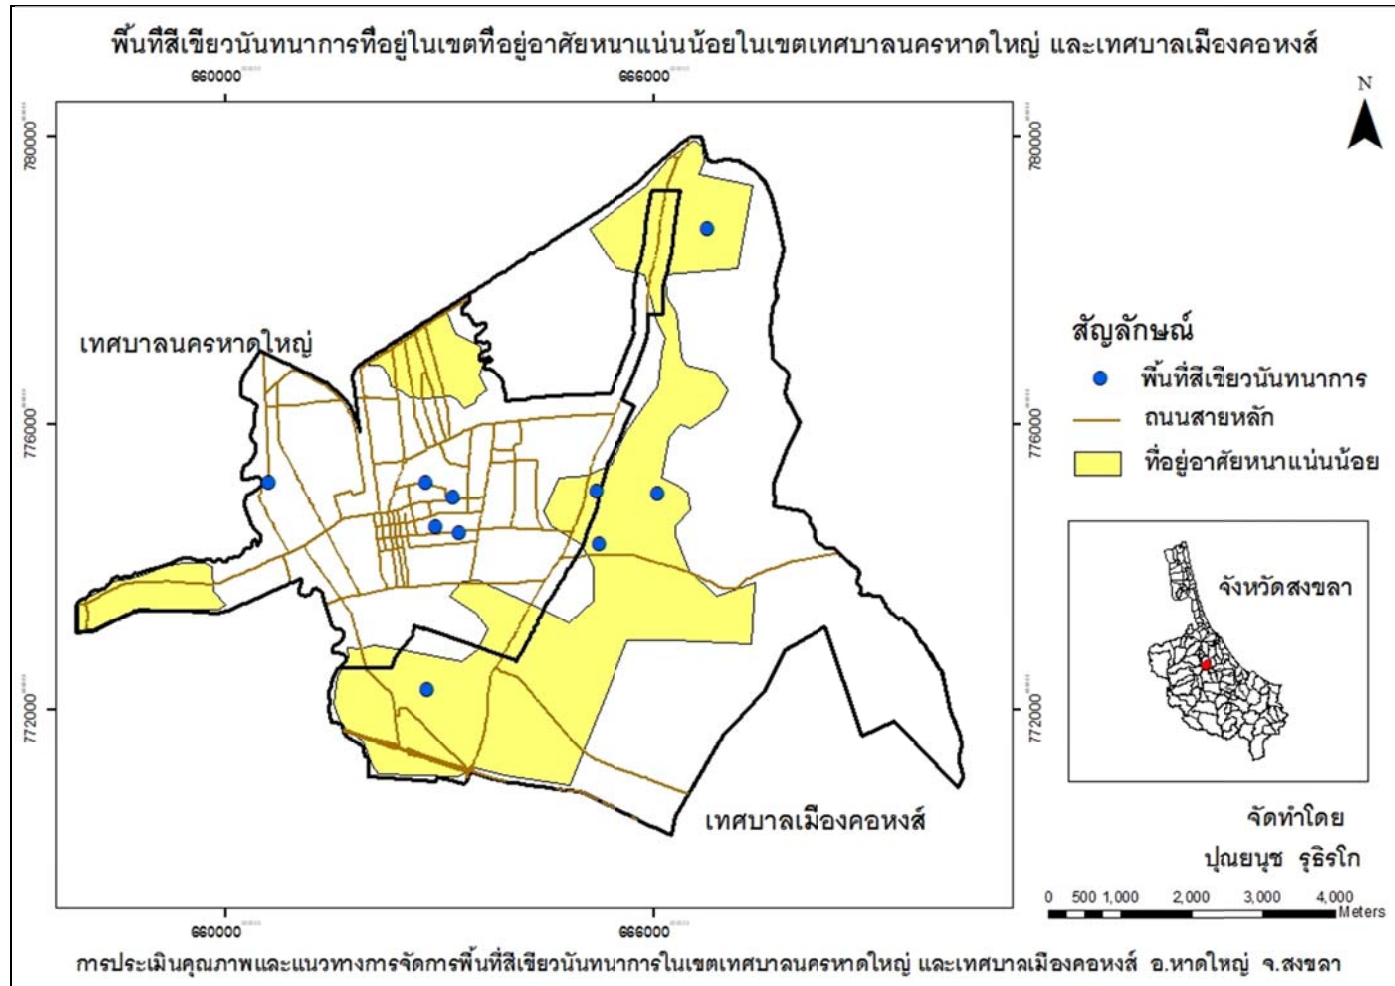 พื้นที่สีเขียวนันทนาการที่อยู่ในเขตที่อยู่อาศัยหนาแน่นน้อยในเขตเทศบาลนครหาดใหญ่ และเทศบาลเมืองคอหงส์
660000
666000
N
780000
780000
เทศบาลนครหาดใหญ่
สัญลักษณ์
พื้นที่สีเขียวนันทนาการ
ถนนสายหลัก
ที่อยู่อาศัยหนาแน่นน้อย
776000
776000
จังหวัดสงขลา
772000
772000
เทศบาลเมืองคอหงส์
จัดทำโดย
ปุณยนุช รุธิรโก
0 500 1,000 2,000 3,000 4,000
Meters
660000
666000
การประเมินคุณภาพและแนวทางการจัดการพื้นที่สีเขียวนันทนาการในเขตเทศบาลนครหาดใหญ่ และเทศบาลเมืองคอหงส์ อ.หาดใหญ่ จ.สงขลา